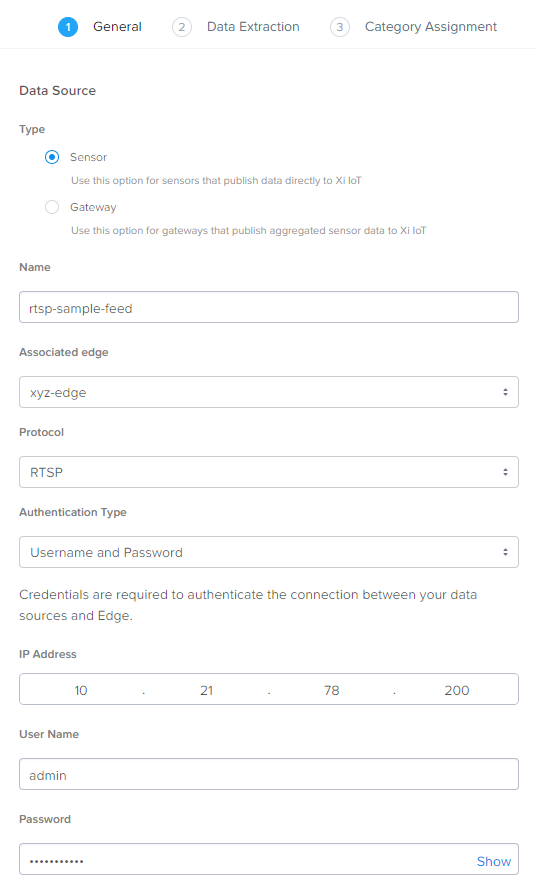 1 General 2 Data Extraction 3 Category Assignment
Data Source
Type
Sensor
Use this option for sensors that publish data directly to Xi IoT
Gateway
Use this option for gateways that publish aggregated sensor data to Xi IoT
Name
rtsp-sample-feed
Associated edge
xyz-edge
Protocol
RTSP
Authentication Type
Username and Password
Credentials are required to authenticate the connection between your data
sources and Edge.
IP Address
10 . 21 . 78 . 200
User Name
admin
Password
••••••••••• Show